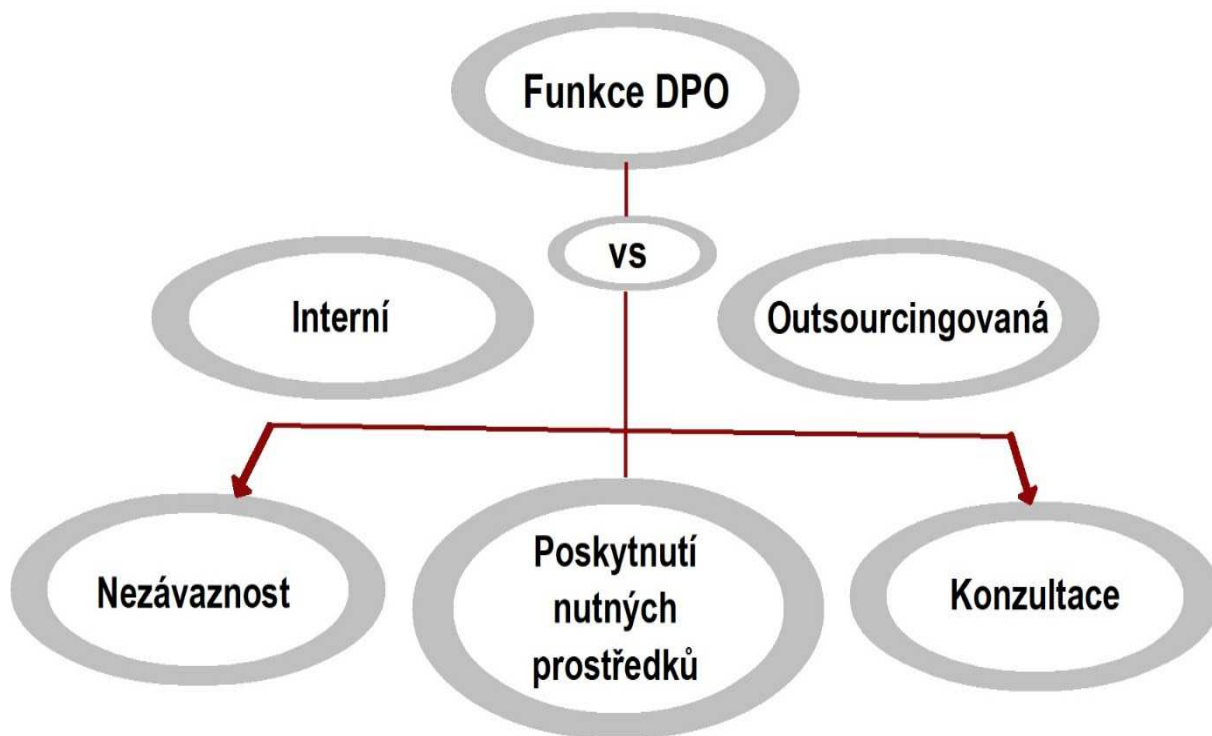 Funkce DPO
vs
Interní
Outsourcingovaná
Nezávaznost
Poskytnutí
nutných
prostředků
Konzultace